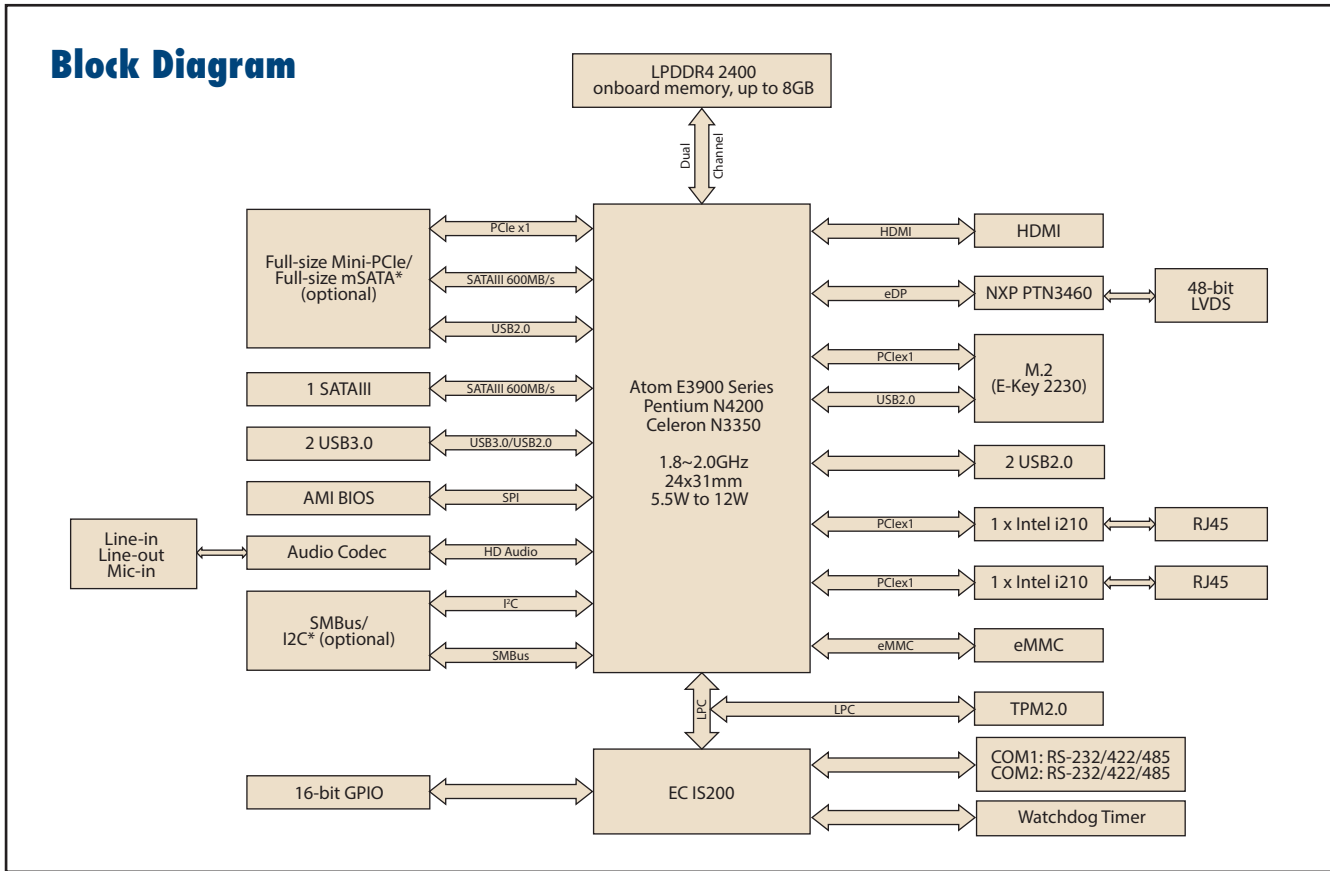 Block Diagram
LPDDR4 2400
onboard memory, up to 8GB
Dual
Channel
Full-size Mini-PCIe/
Full-size mSATA*
(optional)
PCIe x1
SATAIII 600MB/s
USB2.0
1 SATAIII
SATAIII 600MB/s
2 USB3.0
USB3.0/USB2.0
AMI BIOS
SPI
Line-in
Line-out
Mic-in
Audio Codec
HD Audio
SMBus/
I2C* (optional)
I²C
SMBus
Atom E3900 Series
Pentium N4200
Celeron N3350
1.8~2.0GHz
24x31mm
5.5W to 12W
HDMI
HDMI
eDP
NXP PTN3460
48-bit
LVDS
PCIex1
USB2.0
M.2
(E-Key 2230)
2 USB2.0
PCIex1
1 x Intel i210
RJ45
PCIex1
1 x Intel i210
RJ45
eMMC
eMMC
LPC
LPC
TPM2.0
16-bit GPIO
EC IS200
COM1: RS-232/422/485
COM2: RS-232/422/485
Watchdog Timer